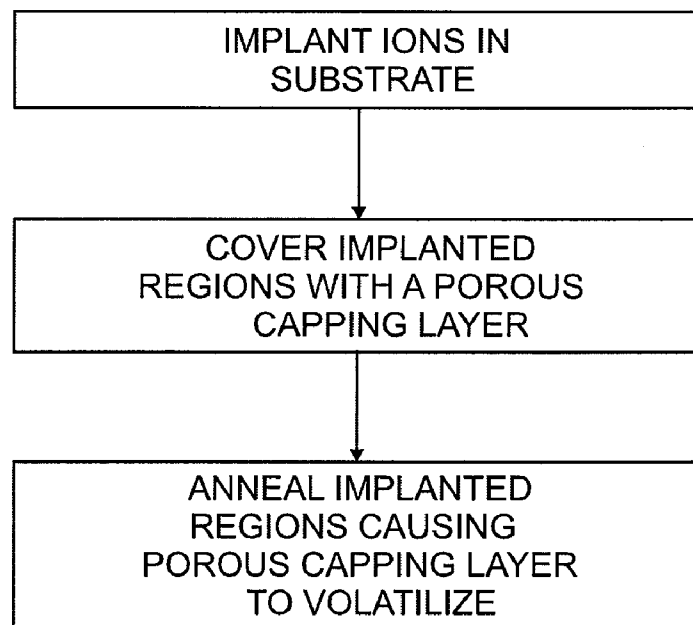 IMPLANT IONS IN
SUBSTRATE
COVER IMPLANTED
REGIONS WITH A POROUS
CAPPING LAYER
ANNEAL IMPLANTED
REGIONS CAUSING
POROUS CAPPING LAYER
TO VOLATILIZE